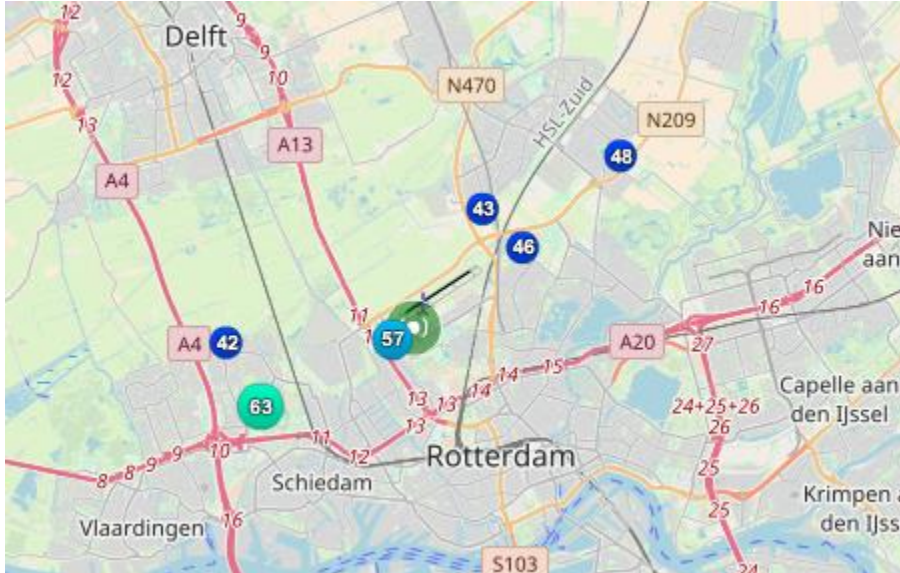 12
9
Delft
9
10
12
N470
HSL-Zuid
13
N209
A13
A4
48
43
46
Nie
aan
16
16
11
1
57
A4
42
A20
27
15
14
14
13
13
13
63
24+25+26
26
Capelle aan
den IJssel
11
10
12
9
9
8
8
Rotterdam
25
Schiedam
25
Krimpen a
den IJss
16
Vlaardingen
S103
24